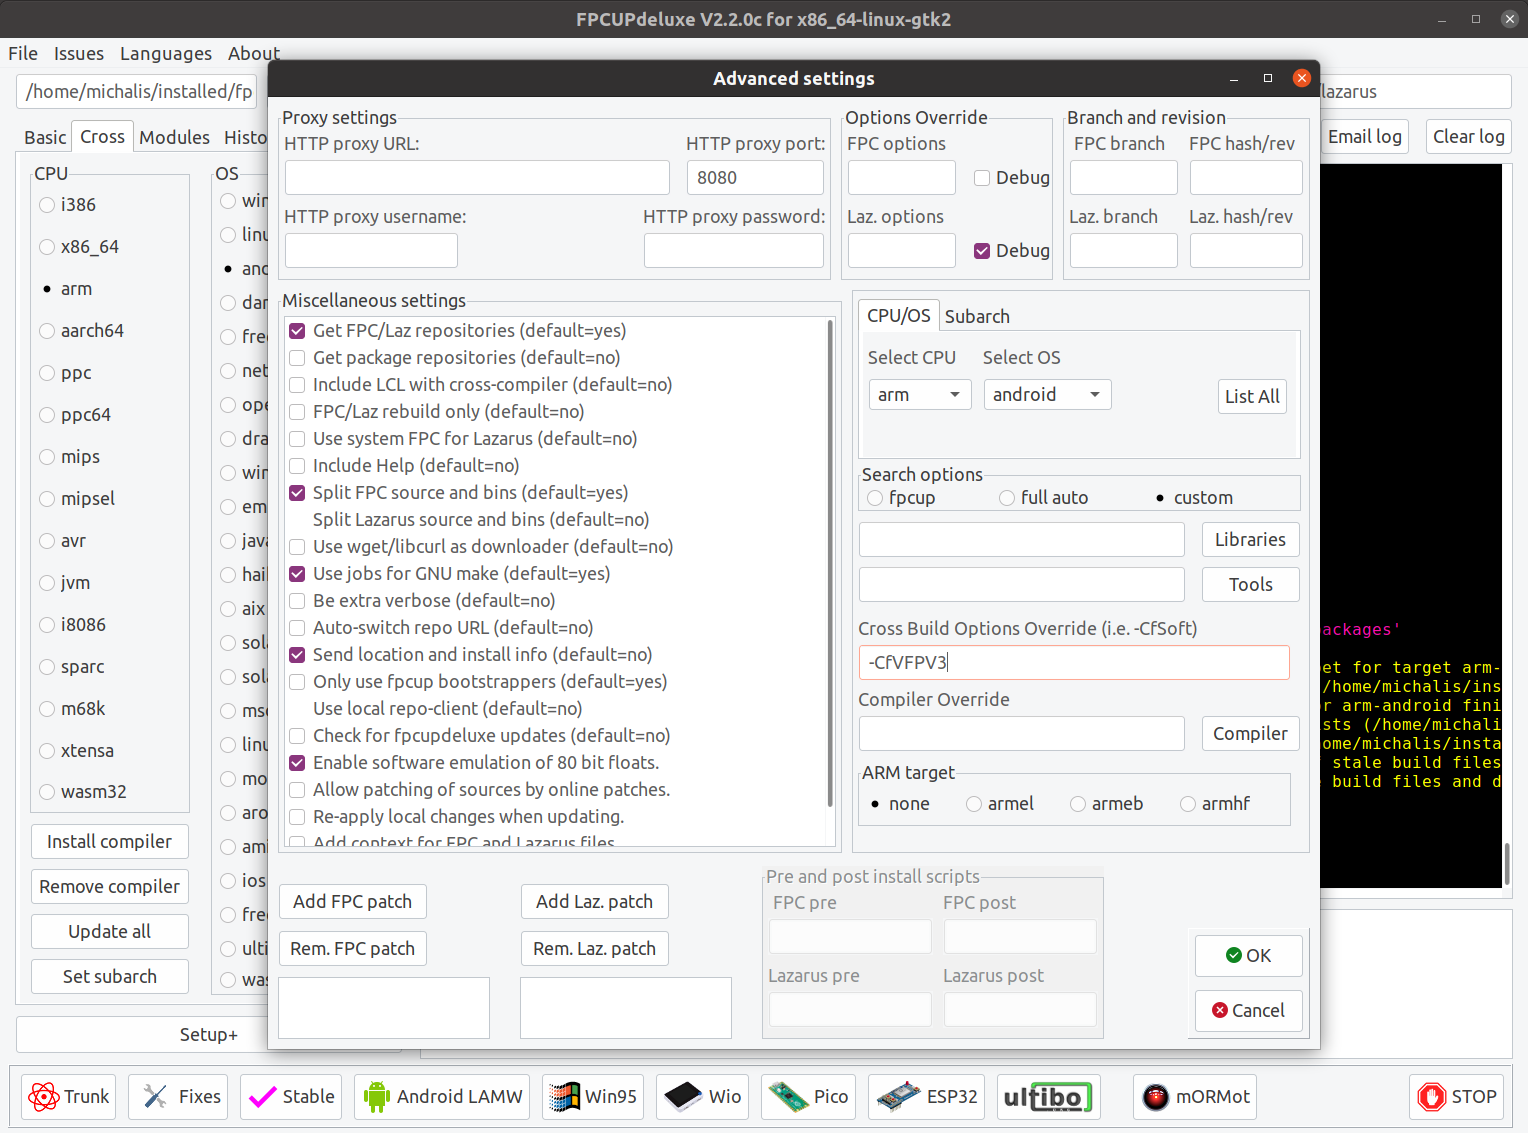 FPCUPdeluxe V2.2.0c for x86_64-linux-gtk2
File Issues Languages About
/home/michalis/installed/fp
/lazarus
Basic Cross Modules Histo
Email log Clear log
CPU
i386
x86_64
arm
aarch64
ppc
ppc64
mips
mipsel
avr
jvm
i8086
sparc
m68k
xtensa
wasm32
Install compiler
Remove compiler
Update all
Set subarch
Setup+
OS
win
linu
and
dar
free
net
ope
dra
win
em
java
hail
aix
sola
sola
msd
linu
mo
aro
ami
ios
free
ulti
was
Advanced settings
Proxy settings
HTTP proxy URL: HTTP proxy port:
8080
HTTP proxy username: HTTP proxy password:
Options Override
FPC options
Debug
Laz. options
Debug
Branch and revision
FPC branch FPC hash/rev
Laz. branch Laz. hash/rev
Miscellaneous settings
Get FPC/Laz repositories (default=yes)
Get package repositories (default=no)
Include LCL with cross-compiler (default=no)
FPC/Laz rebuild only (default=no)
Use system FPC for Lazarus (default=no)
Include Help (default=no)
Split FPC source and bins (default=yes)
Split Lazarus source and bins (default=no)
Use wget/libcurl as downloader (default=no)
Use jobs for GNU make (default=yes)
Be extra verbose (default=no)
Auto-switch repo URL (default=no)
Send location and install info (default=no)
Only use fpcup bootstrappers (default=yes)
Use local repo-client (default=no)
Check for fpcupdeluxe updates (default=no)
Enable software emulation of 80 bit floats.
Allow patching of sources by online patches.
Re-apply local changes when updating.
Add context for FPC and Lazarus files
CPU/OS Subarch
Select CPU Select OS
arm android List All
Search options
fpcup full auto custom
Libraries
Tools
Cross Build Options Override (i.e. -CfSoft)
-CfVFPV3
Compiler Override
Compiler
ARM target
none armel armeb armhf
Add FPC patch Add Laz. patch
Rem. FPC patch Rem. Laz. patch
Pre and post install scripts
FPC pre FPC post
Lazarus pre Lazarus post
OK
Cancel
ackages'
et for target arm-
/home/michalis/ins
r arm-android fini
sts (/home/michali
ome/michalis/insta
stale build files
build files and d
Trunk Fixes Stable Android LAMW Win95 Wio Pico ESP32 ultibo mORMot STOP